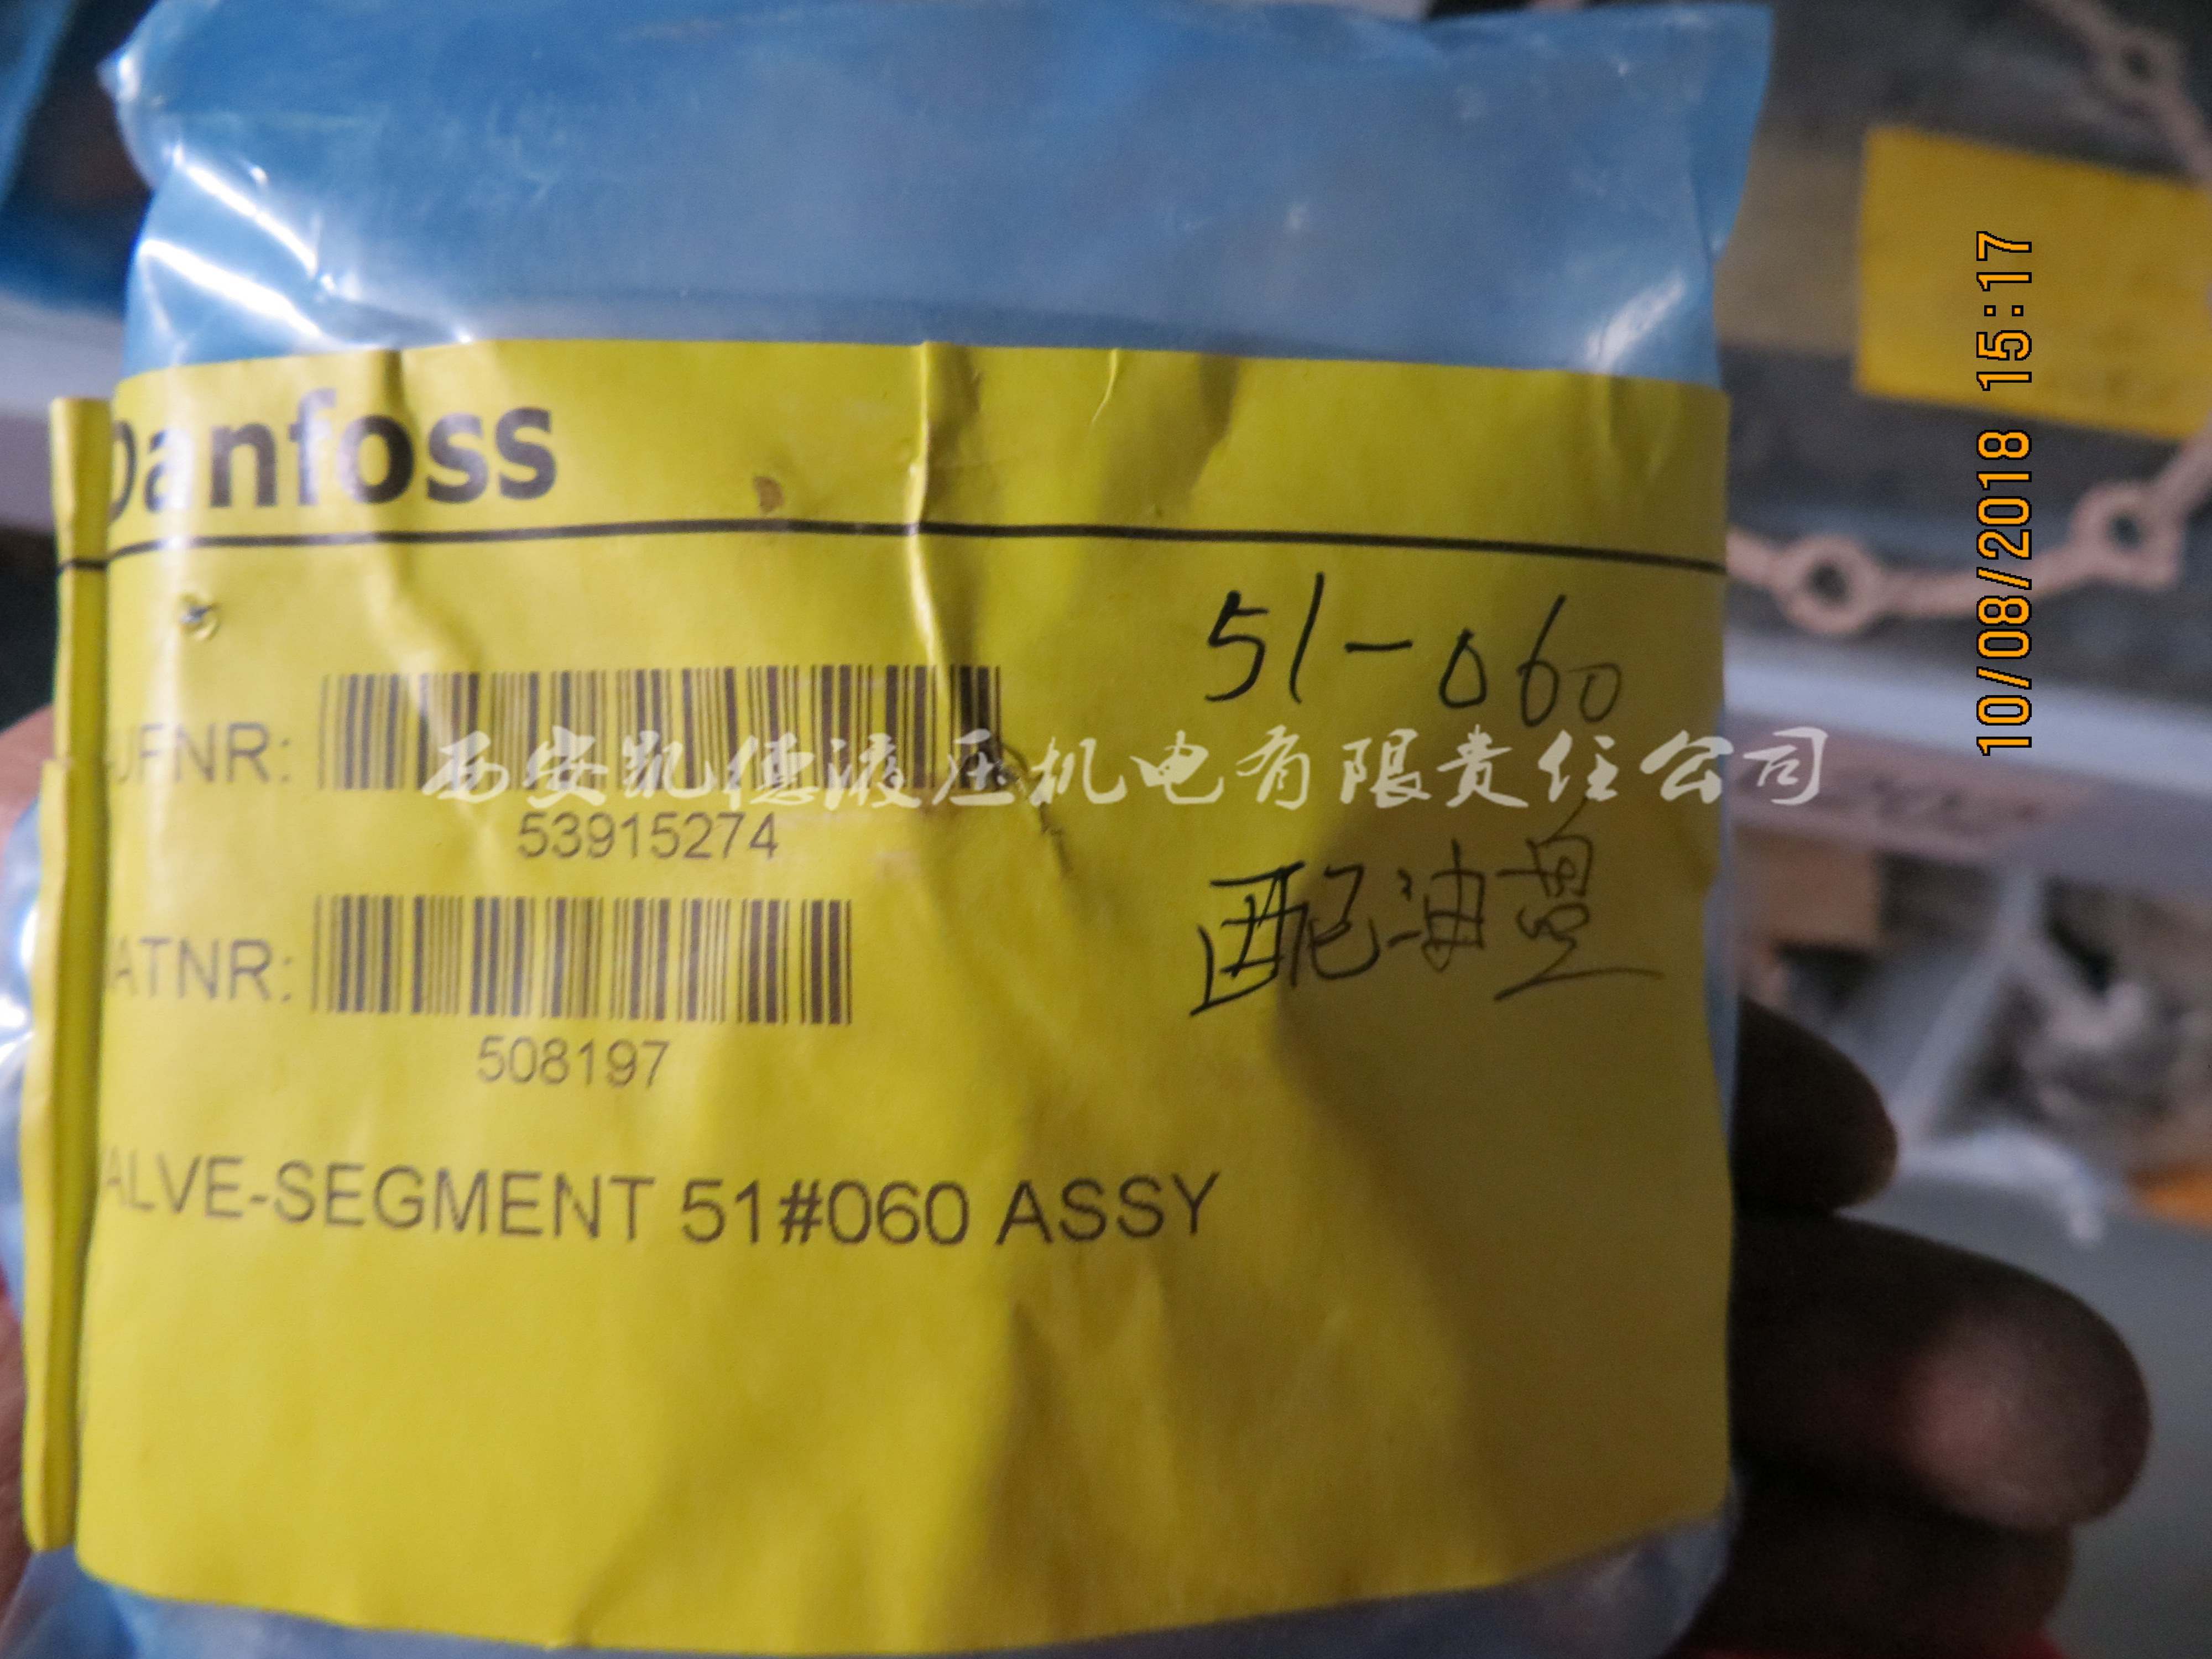 Danfoss
51-060
UFNR:
53915274
西安凯德液压机电有限责任公司
配油盘
ATNR:
508197
ALVE-SEGMENT 51#060 ASSY
10/08/2018 15:17